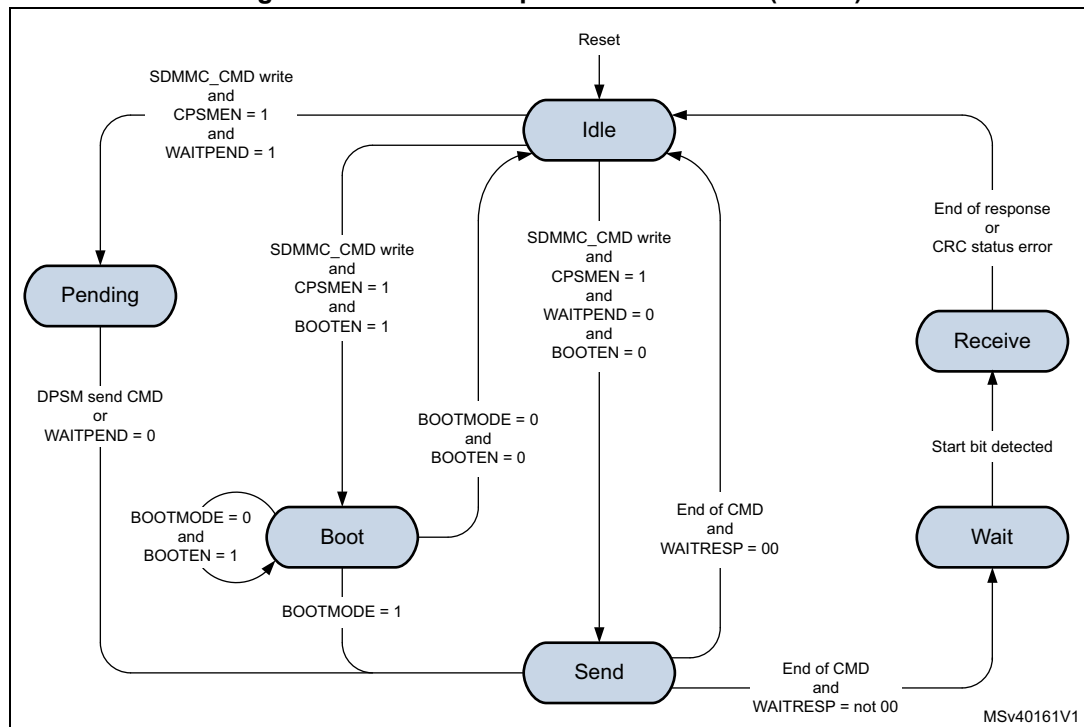 Reset
SDMMC_CMD write
and
CPSMEN = 1
and
WAITPEND = 1
Idle
SDMMC_CMD write
and
CPSMEN = 1
and
BOOTEN = 1
SDMMC_CMD write
and
CPSMEN = 1
and
WAITPEND = 0
and
BOOTEN = 0
End of response
or
CRC status error
Pending
Receive
DPSM send CMD
or
WAITPEND = 0
BOOTMODE = 0
and
BOOTEN = 0
Start bit detected
BOOTMODE = 0
and
BOOTEN = 1
Boot
End of CMD
and
WAITRESP = 00
Wait
BOOTMODE = 1
Send
End of CMD
and
WAITRESP = not 00
MSv40161V1